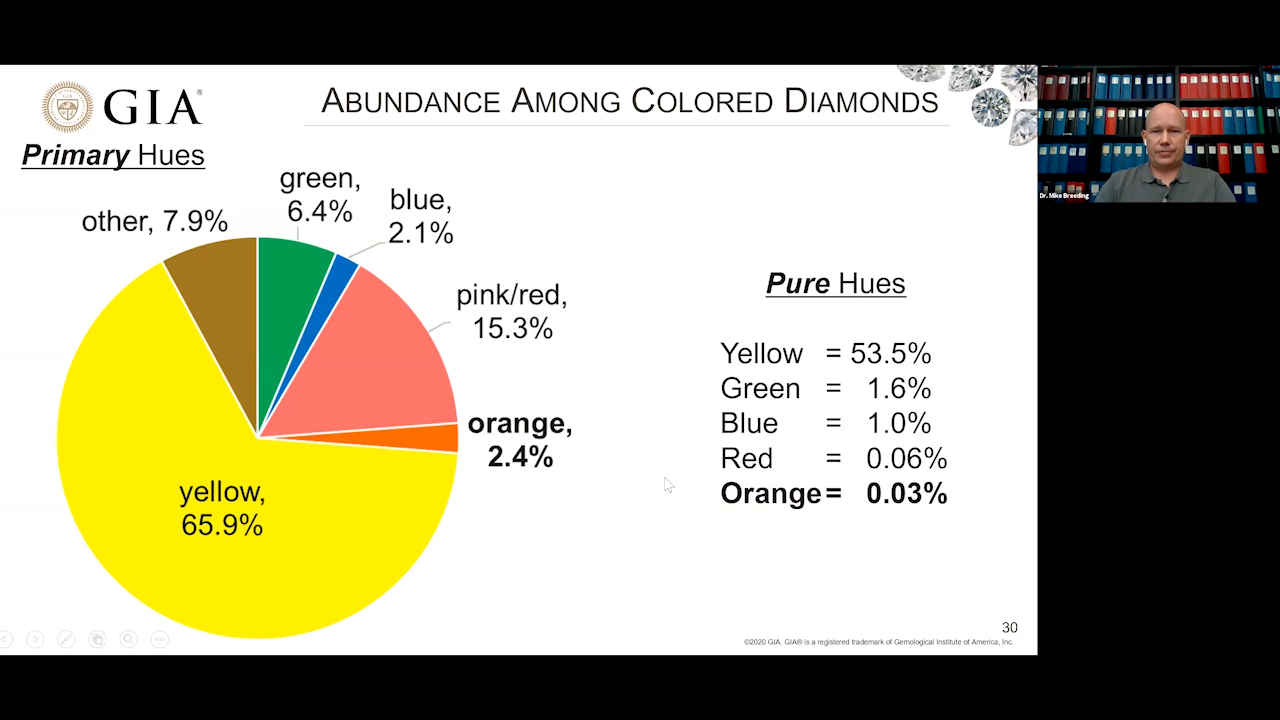 GIA®
ABUNDANCE AMONG COLORED DIAMONDS
Primary Hues
green,
6.4%
blue,
2.1%
other, 7.9%
pink/red,
15.3%
orange,
2.4%
yellow,
65.9%
Pure Hues
Yellow = 53.5%
Green = 1.6%
Blue = 1.0%
Red = 0.06%
Orange = 0.03%
30
©2020 GIA. GIA® is a registered trademark of Gemological Institute of America, Inc.
Dr. Mike Breeding